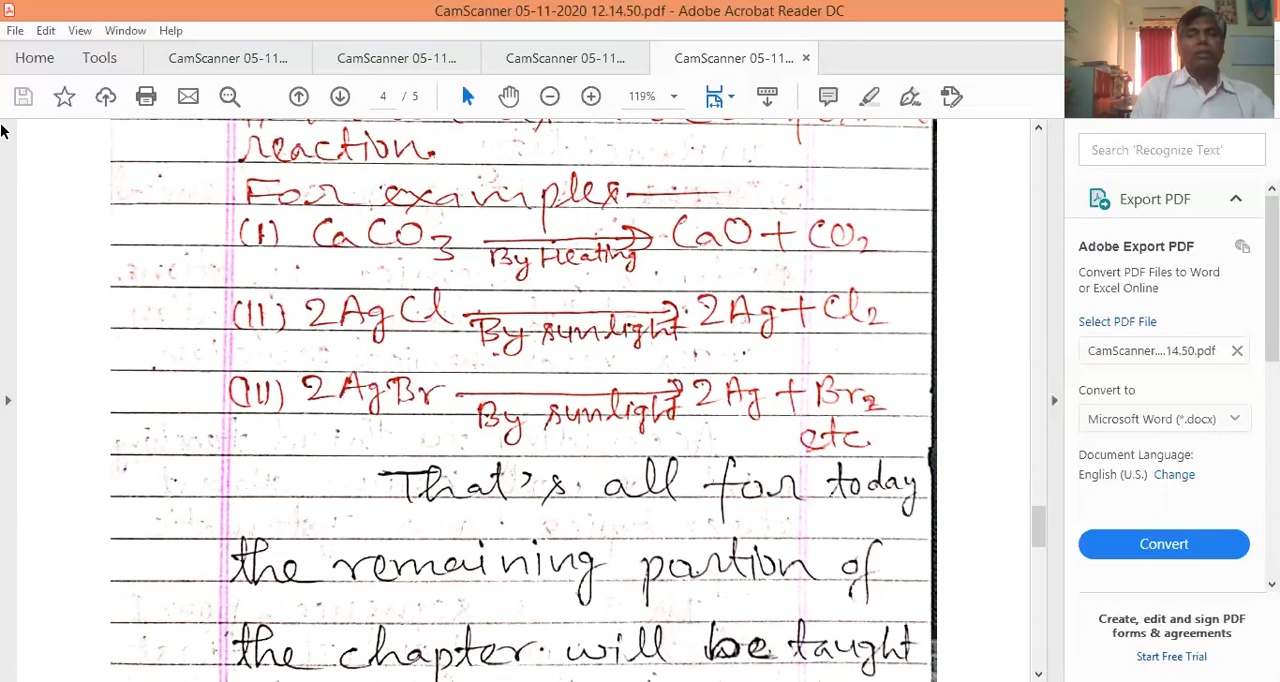 CamScanner 05-11-2020 12.14.50.pdf - Adobe Acrobat Reader DC
File Edit View Window Help
Home Tools CamScanner 05-11... CamScanner 05-11... CamScanner 05-11... CamScanner 05-11... ×
4 / 5 119%
reaction.
For examples
(I) CaCO3 By Heating CaO + CO2
(II) 2AgCl By sunlight 2Ag + Cl2
(III) 2AgBr By sunlight 2Ag + Br2
etc
That's all for today
the remaining partion of
the chapter will be taught
Search 'Recognize Text'
Export PDF
Adobe Export PDF
Convert PDF Files to Word
or Excel Online
Select PDF File
CamScanner....14.50.pdf ×
Convert to
Microsoft Word (*.docx)
Document Language:
English (U.S.) Change
Convert
Create, edit and sign PDF
forms & agreements
Start Free Trial